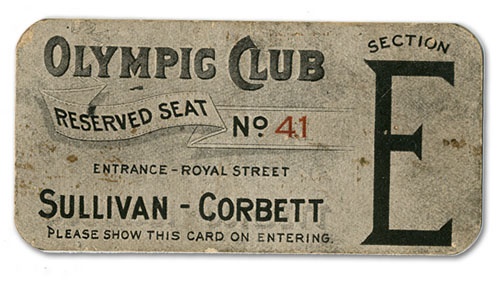 OLYMPIC CLUB
RESERVED SEAT
No 41
ENTRANCE - ROYAL STREET
SULLIVAN - CORBETT
PLEASE SHOW THIS CARD ON ENTERING.
SECTION
E